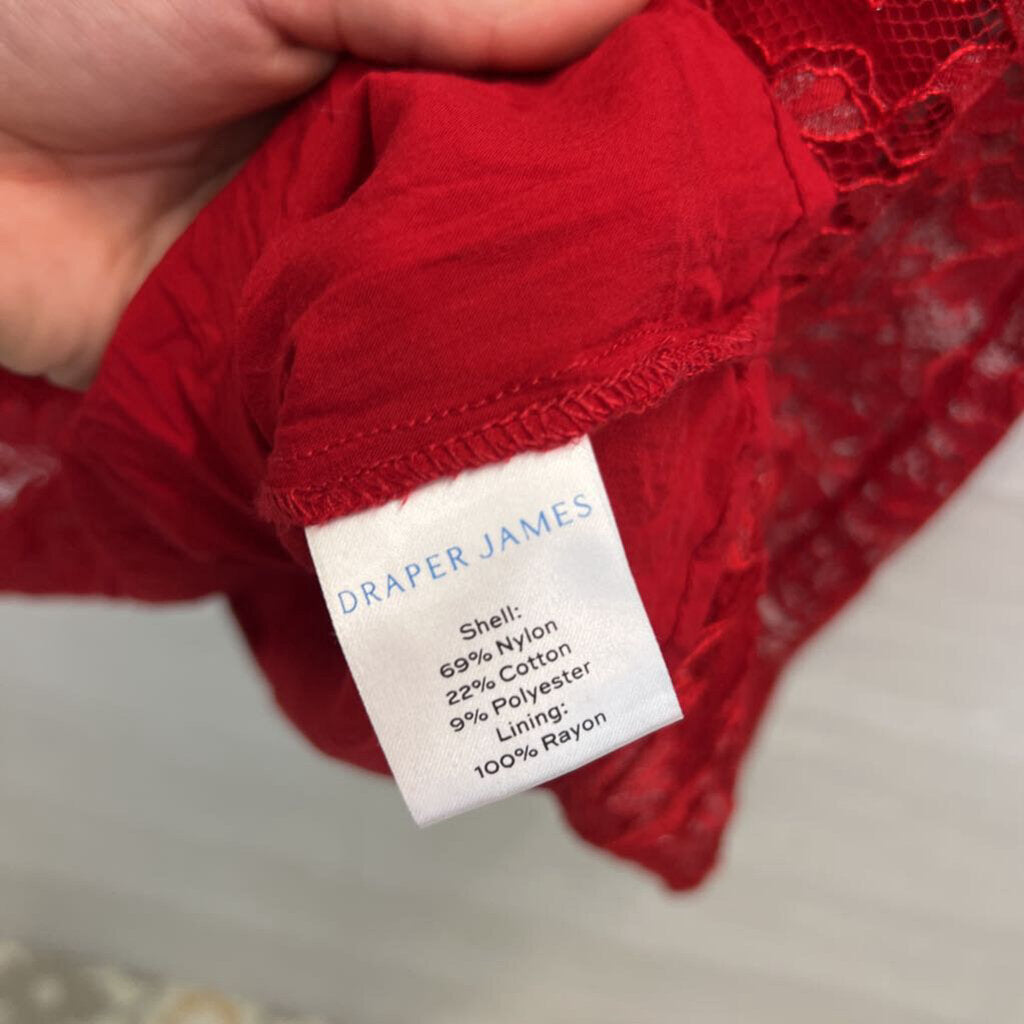 DRAPER JAMES
Shell:
69% Nylon
22% Cotton
9% Polyester
Lining:
100% Rayon